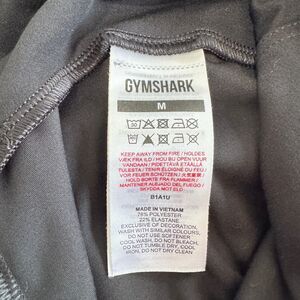 GYMSHARK
M
KEEP AWAY FROM FIRE / HOLDES
VÆK FRA ILD / HOU BIJ OPEN VUUR
VANDAAN / PIDETTÄVÄ ETÄÄLLÄ
TULESTA / TENIR ÉLOIGNÉ DU FEU /
VOR FEUER SCHÜTZEN /
HOLD BORTE FRA FLAMMER /
MANTENER ALEJADO DEL FUEGO /
SKYDDA MOT ELD
B1A1U
MADE IN VIETNAM
78% POLYESTER
22% ELASTANE
EXCLUSIVE OF DECORATION.
WASH WITH SIMILAR COLOURS,
DO NOT USE SOFTENER
COOL WASH, DO NOT BLEACH,
DO NOT TUMBLE DRY, COOL
IRON, DO NOT DRY CLEAN